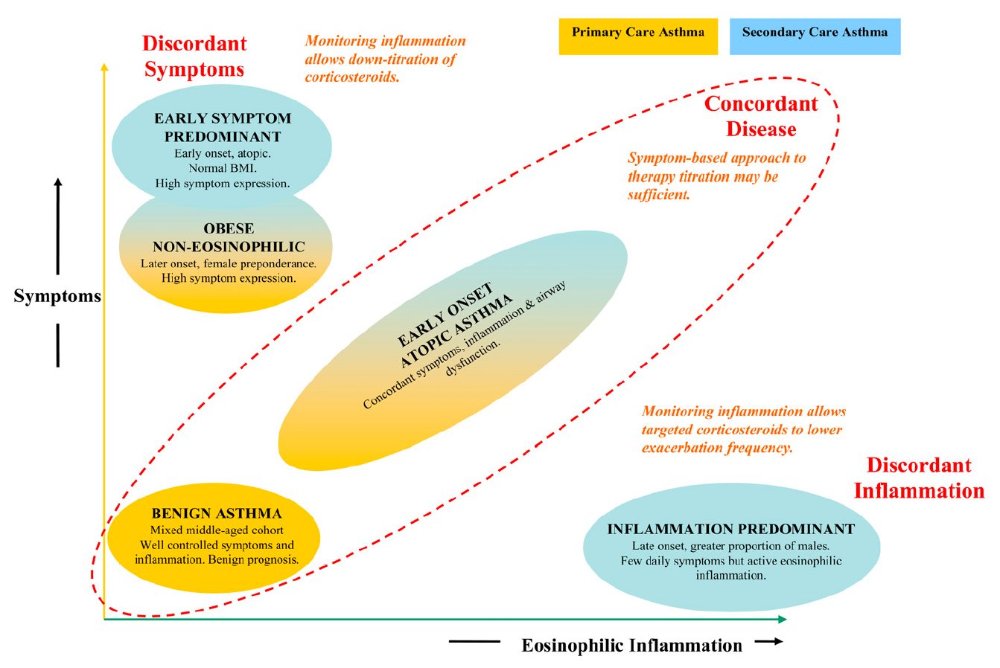 Primary Care Asthma
Secondary Care Asthma
Discordant
Symptoms
Monitoring inflammation
allows down-titration of
corticosteroids.
EARLY SYMPTOM
PREDOMINANT
Early onset, atopic.
Normal BMI.
High symptom expression.
OBESE
NON-EOSINOPHILIC
Later onset, female preponderance.
High symptom expression.
Symptoms
Concordant
Disease
Symptom-based approach to
therapy titration may be
sufficient.
EARLY ONSET
ATOPIC ASTHMA
Concordant symptoms, inflammation & airway
dysfunction.
Monitoring inflammation allows
targeted corticosteroids to lower
exacerbation frequency.
Discordant
Inflammation
BENIGN ASTHMA
Mixed middle-aged cohort
Well controlled symptoms and
inflammation. Benign prognosis.
INFLAMMATION PREDOMINANT
Late onset, greater proportion of males.
Few daily symptoms but active eosinophilic
inflammation.
Eosinophilic Inflammation